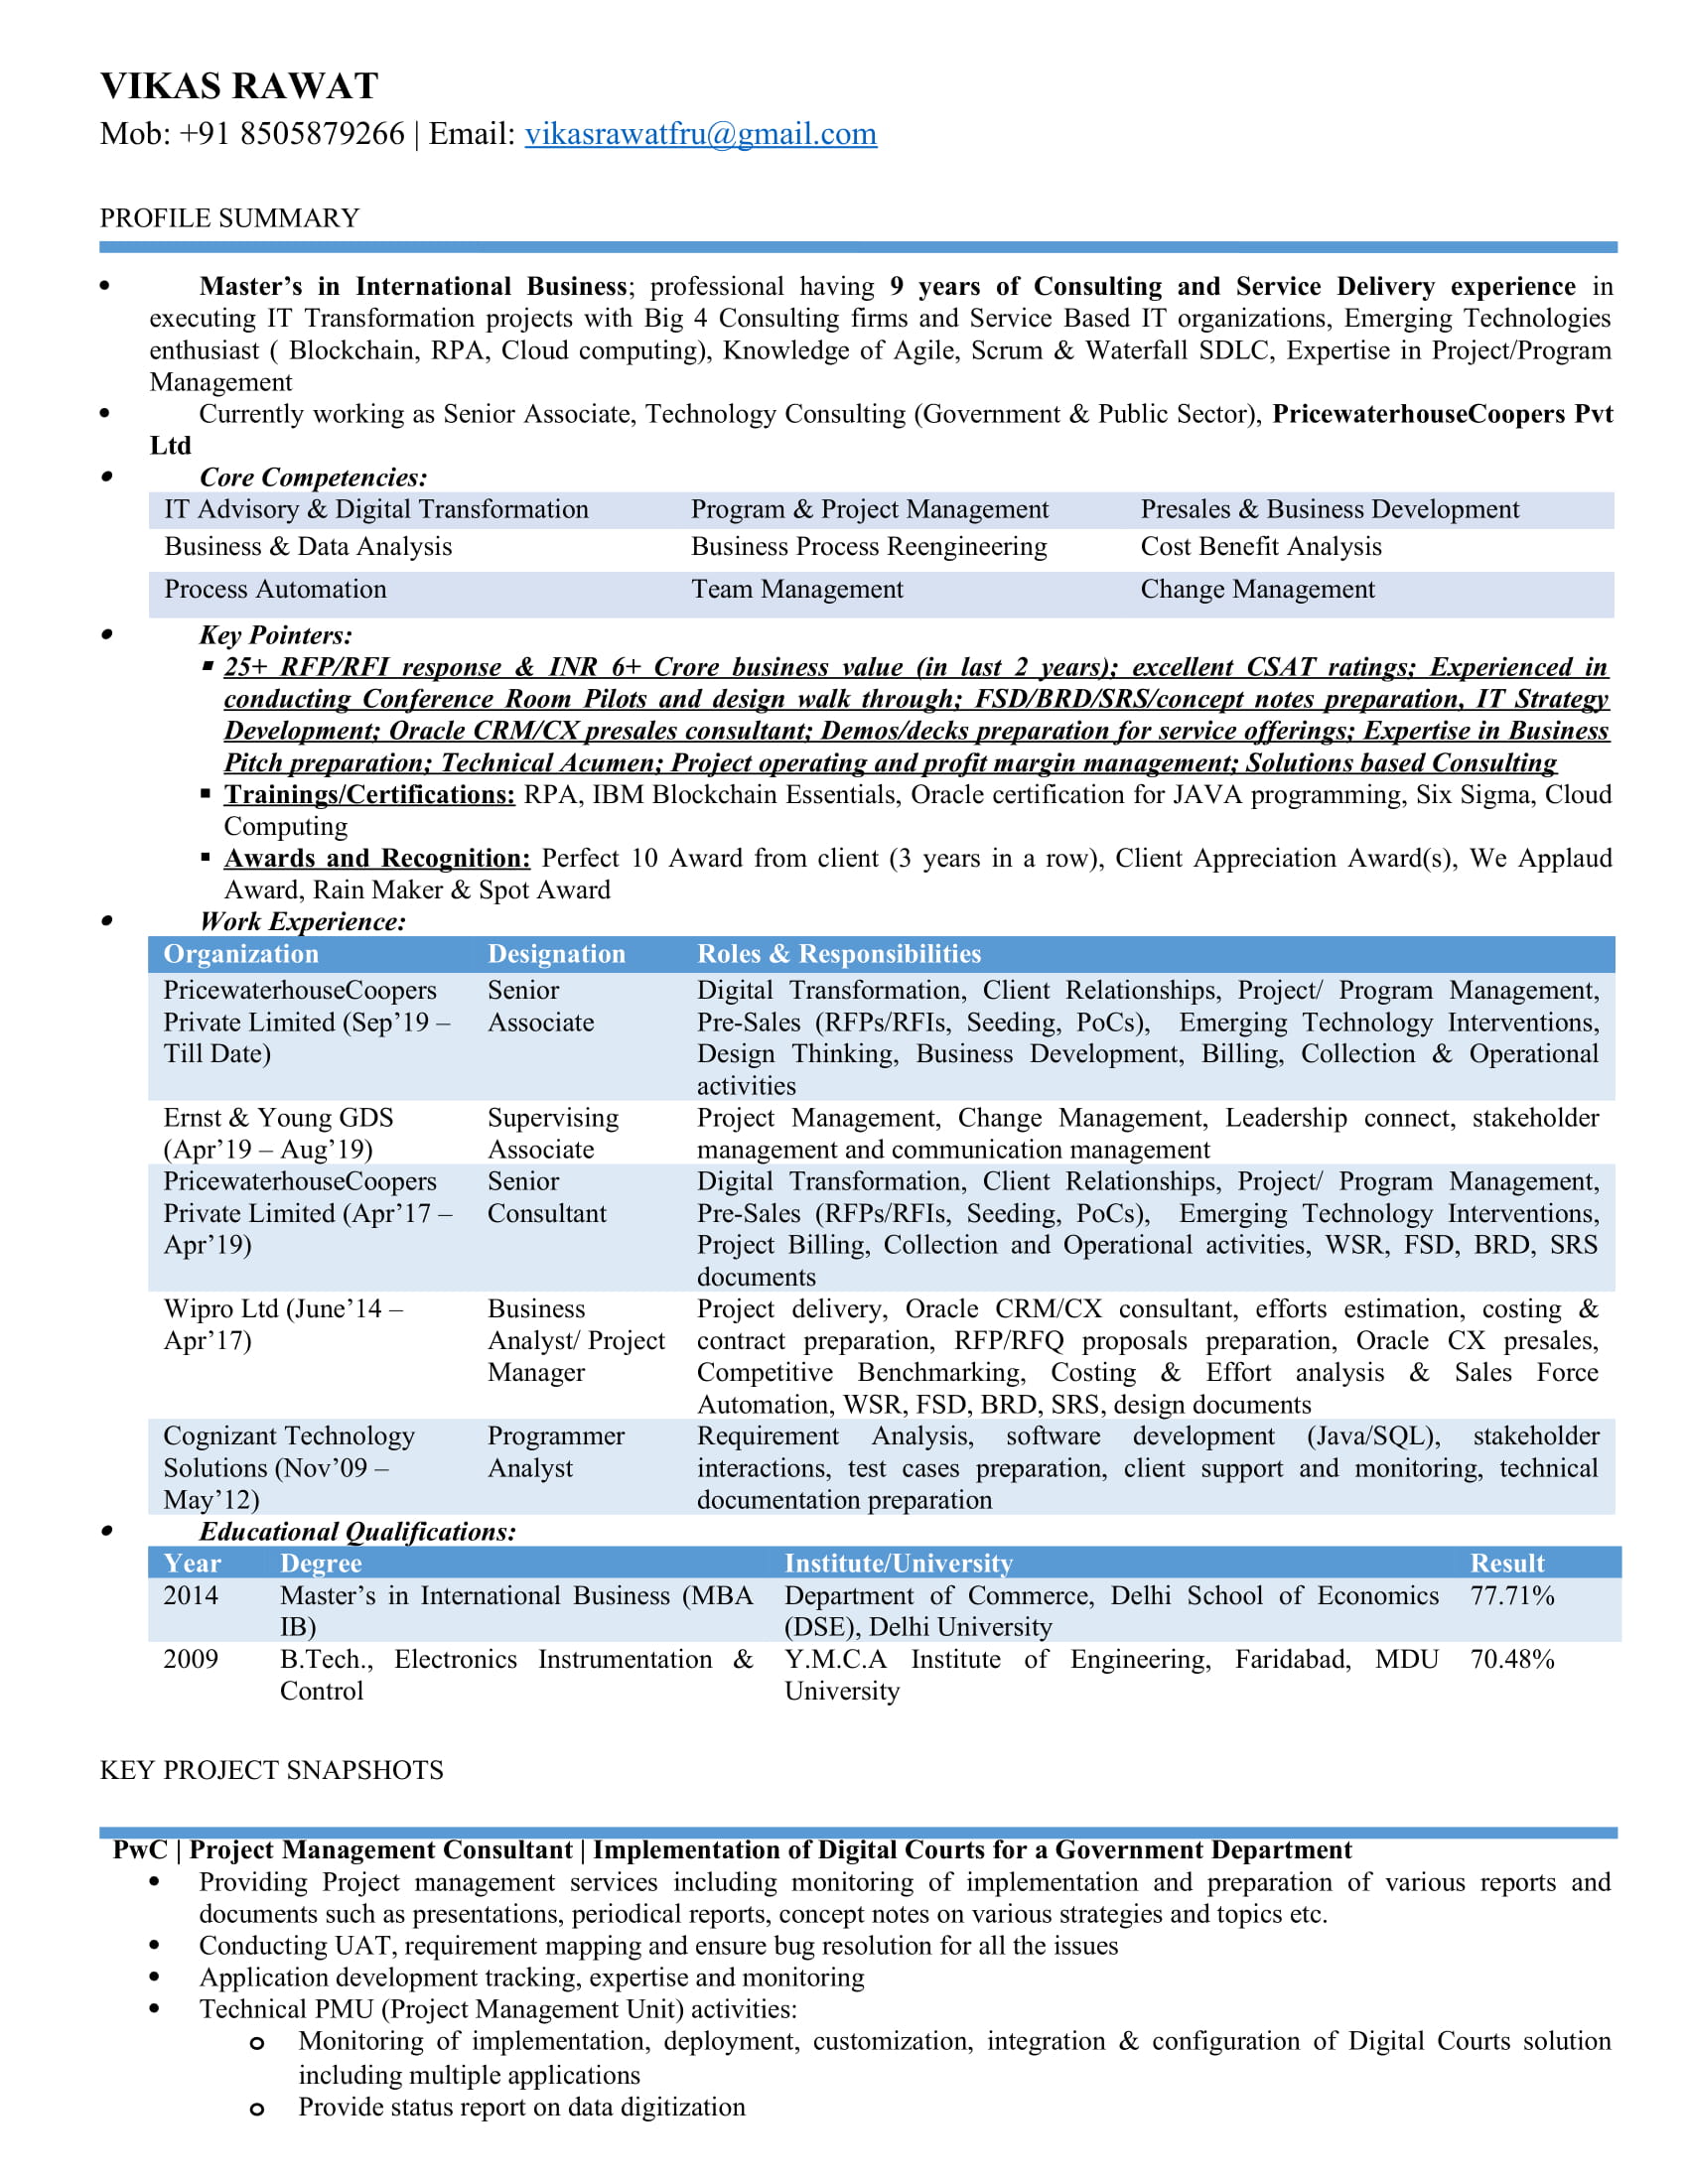 VIKAS RAWAT
Mob: +91 8505879266 | Email: vikasrawatfru@gmail.com
PROFILE SUMMARY
• Master’s in International Business; professional having 9 years of Consulting and Service Delivery experience in
executing IT Transformation projects with Big 4 Consulting firms and Service Based IT organizations, Emerging Technologies
enthusiast ( Blockchain, RPA, Cloud computing), Knowledge of Agile, Scrum & Waterfall SDLC, Expertise in Project/Program
Management
• Currently working as Senior Associate, Technology Consulting (Government & Public Sector), PricewaterhouseCoopers Pvt
Ltd
• Core Competencies:
IT Advisory & Digital Transformation Program & Project Management Presales & Business Development
Business & Data Analysis Business Process Reengineering Cost Benefit Analysis
Process Automation Team Management Change Management
• Key Pointers:
▪ 25+ RFP/RFI response & INR 6+ Crore business value (in last 2 years); excellent CSAT ratings; Experienced in
conducting Conference Room Pilots and design walk through; FSD/BRD/SRS/concept notes preparation, IT Strategy
Development; Oracle CRM/CX presales consultant; Demos/decks preparation for service offerings; Expertise in Business
Pitch preparation; Technical Acumen; Project operating and profit margin management; Solutions based Consulting
▪ Trainings/Certifications: RPA, IBM Blockchain Essentials, Oracle certification for JAVA programming, Six Sigma, Cloud
Computing
▪ Awards and Recognition: Perfect 10 Award from client (3 years in a row), Client Appreciation Award(s), We Applaud
Award, Rain Maker & Spot Award
• Work Experience:
Organization Designation Roles & Responsibilities
PricewaterhouseCoopers Senior Digital Transformation, Client Relationships, Project/ Program Management,
Private Limited (Sep’19 – Associate Pre-Sales (RFPs/RFIs, Seeding, PoCs), Emerging Technology Interventions,
Till Date) Design Thinking, Business Development, Billing, Collection & Operational
activities
Ernst & Young GDS Supervising Project Management, Change Management, Leadership connect, stakeholder
(Apr’19 – Aug’19) Associate management and communication management
PricewaterhouseCoopers Senior Digital Transformation, Client Relationships, Project/ Program Management,
Private Limited (Apr’17 – Consultant Pre-Sales (RFPs/RFIs, Seeding, PoCs), Emerging Technology Interventions,
Apr’19) Project Billing, Collection and Operational activities, WSR, FSD, BRD, SRS
documents
Wipro Ltd (June’14 – Business Project delivery, Oracle CRM/CX consultant, efforts estimation, costing &
Apr’17) Analyst/ Project contract preparation, RFP/RFQ proposals preparation, Oracle CX presales,
Manager Competitive Benchmarking, Costing & Effort analysis & Sales Force
Automation, WSR, FSD, BRD, SRS, design documents
Cognizant Technology Programmer Requirement Analysis, software development (Java/SQL), stakeholder
Solutions (Nov’09 – Analyst interactions, test cases preparation, client support and monitoring, technical
May’12) documentation preparation
• Educational Qualifications:
Year Degree Institute/University Result
2014 Master’s in International Business (MBA Department of Commerce, Delhi School of Economics 77.71%
IB) (DSE), Delhi University
2009 B.Tech., Electronics Instrumentation & Y.M.C.A Institute of Engineering, Faridabad, MDU 70.48%
Control University
KEY PROJECT SNAPSHOTS
PwC | Project Management Consultant | Implementation of Digital Courts for a Government Department
• Providing Project management services including monitoring of implementation and preparation of various reports and
documents such as presentations, periodical reports, concept notes on various strategies and topics etc.
• Conducting UAT, requirement mapping and ensure bug resolution for all the issues
• Application development tracking, expertise and monitoring
• Technical PMU (Project Management Unit) activities:
o Monitoring of implementation, deployment, customization, integration & configuration of Digital Courts solution
including multiple applications
o Provide status report on data digitization